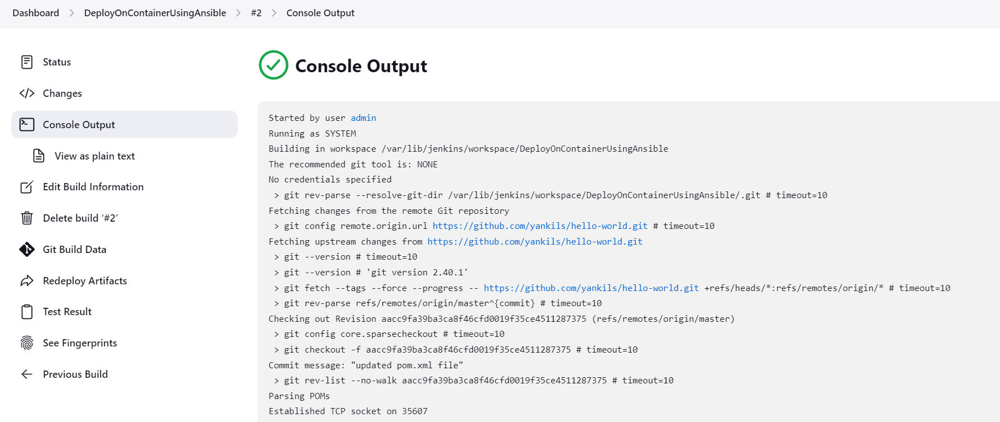 Dashboard > DeployOnContainerUsingAnsible > #2 > Console Output
Status
Changes
Console Output
View as plain text
Edit Build Information
Delete build ‘#2’
Git Build Data
Redeploy Artifacts
Test Result
See Fingerprints
Previous Build
Console Output
Started by user admin
Running as SYSTEM
Building in workspace /var/lib/jenkins/workspace/DeployOnContainerUsingAnsible
The recommended git tool is: NONE
No credentials specified
 > git rev-parse --resolve-git-dir /var/lib/jenkins/workspace/DeployOnContainerUsingAnsible/.git # timeout=10
Fetching changes from the remote Git repository
 > git config remote.origin.url https://github.com/yankils/hello-world.git # timeout=10
Fetching upstream changes from https://github.com/yankils/hello-world.git
 > git --version # timeout=10
 > git --version # 'git version 2.40.1'
 > git fetch --tags --force --progress -- https://github.com/yankils/hello-world.git +refs/heads/*:refs/remotes/origin/* # timeout=10
 > git rev-parse refs/remotes/origin/master^{commit} # timeout=10
Checking out Revision aacc9fa39ba3ca8f46cfd0019f35ce4511287375 (refs/remotes/origin/master)
 > git config core.sparsecheckout # timeout=10
 > git checkout -f aacc9fa39ba3ca8f46cfd0019f35ce4511287375 # timeout=10
Commit message: "updated pom.xml file"
 > git rev-list --no-walk aacc9fa39ba3ca8f46cfd0019f35ce4511287375 # timeout=10
Parsing POMs
Established TCP socket on 35607